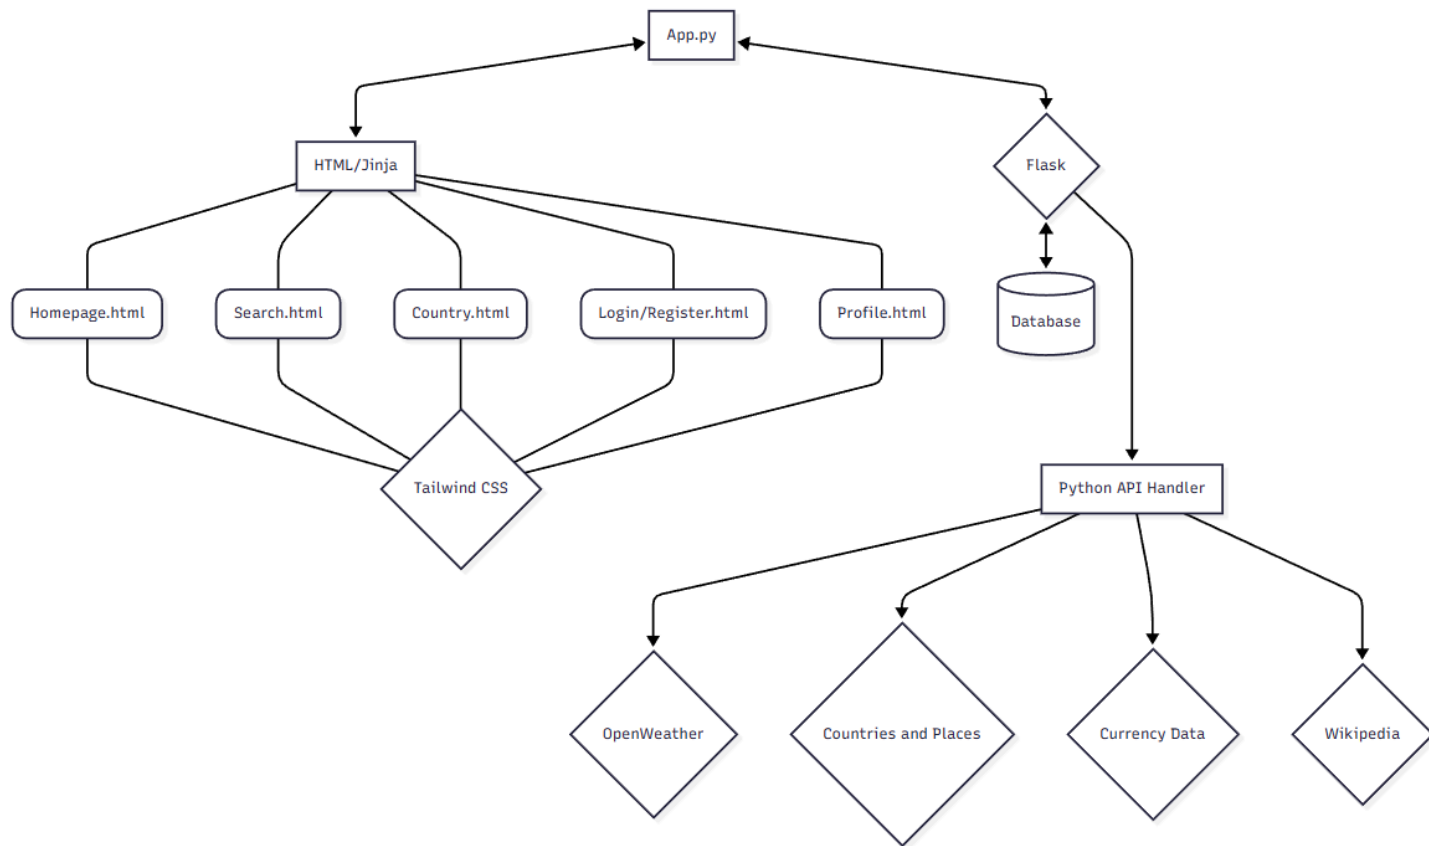 App.py
HTML/Jinja
Flask
Homepage.html
Search.html
Country.html
Login/Register.html
Profile.html
Database
Tailwind CSS
Python API Handler
OpenWeather
Countries and Places
Currency Data
Wikipedia